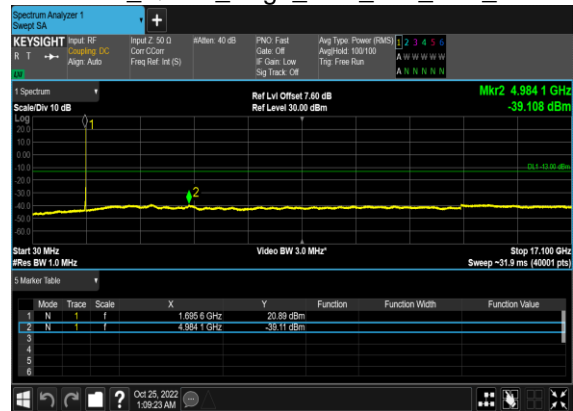 Spectrum Analyzer 1
Swept SA
+
KEYSIGHT Input: RF Input Z: 50 Ω #Atten: 40 dB PNO: Fast Avg Type: Power (RMS) 1 2 3 4 5 6
R T Coupling: DC Corr CCorr Gate: Off Avg|Hold: 100/100 A W W W W W
Align: Auto Freq Ref: Int (S) IF Gain: Low Trig: Free Run A N N N N N
Sig Track: Off
1 Spectrum Ref Lvl Offset 7.60 dB Mkr2 4.984 1 GHz
Scale/Div 10 dB Ref Level 30.00 dBm -39.108 dBm
Log
1
20.0
10.0
0.00
-10.0 DL1 -13.00 dBm
-20.0
-30.0
2
-40.0
-50.0
-60.0
Start 30 MHz Video BW 3.0 MHz* Stop 17.100 GHz
#Res BW 1.0 MHz Sweep ~31.9 ms (40001 pts)
5 Marker Table
Mode Trace Scale X Y Function Function Width Function Value
1 N 1 f 1.695 6 GHz 20.89 dBm
2 N 1 f 4.984 1 GHz -39.11 dBm
3
4
5
6
? Oct 25, 2022
1:09:23 AM